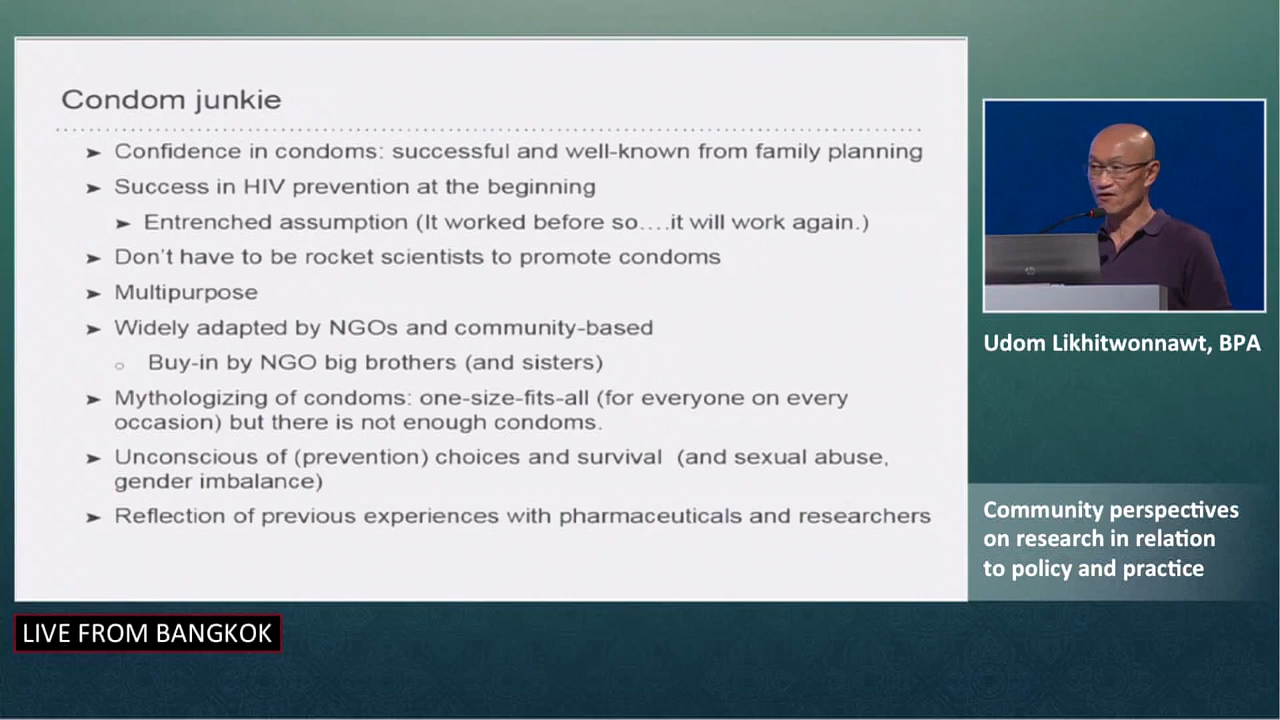 Condom junkie
➤ Confidence in condoms: successful and well-known from family planning
➤ Success in HIV prevention at the beginning
➤ Entrenched assumption (It worked before so....it will work again.)
➤ Don't have to be rocket scientists to promote condoms
➤ Multipurpose
➤ Widely adapted by NGOs and community-based
○ Buy-in by NGO big brothers (and sisters)
➤ Mythologizing of condoms: one-size-fits-all (for everyone on every
occasion) but there is not enough condoms.
➤ Unconscious of (prevention) choices and survival (and sexual abuse,
gender imbalance)
➤ Reflection of previous experiences with pharmaceuticals and researchers
Udom Likhitwonnawt, BPA
Community perspectives
on research in relation
to policy and practice
LIVE FROM BANGKOK